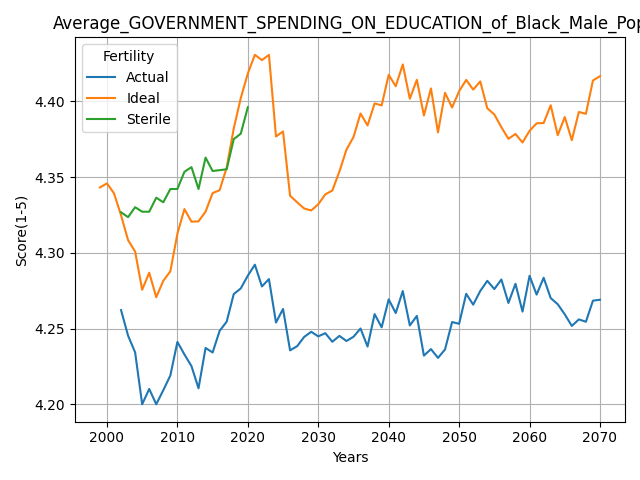 Average_GOVERNMENT_SPENDING_ON_EDUCATION_of_Black_Male_Pop
Fertility
Actual
Ideal
Sterile
Score(1-5)
4.40
4.35
4.30
4.25
4.20
2000 2010 2020 2030 2040 2050 2060 2070
Years